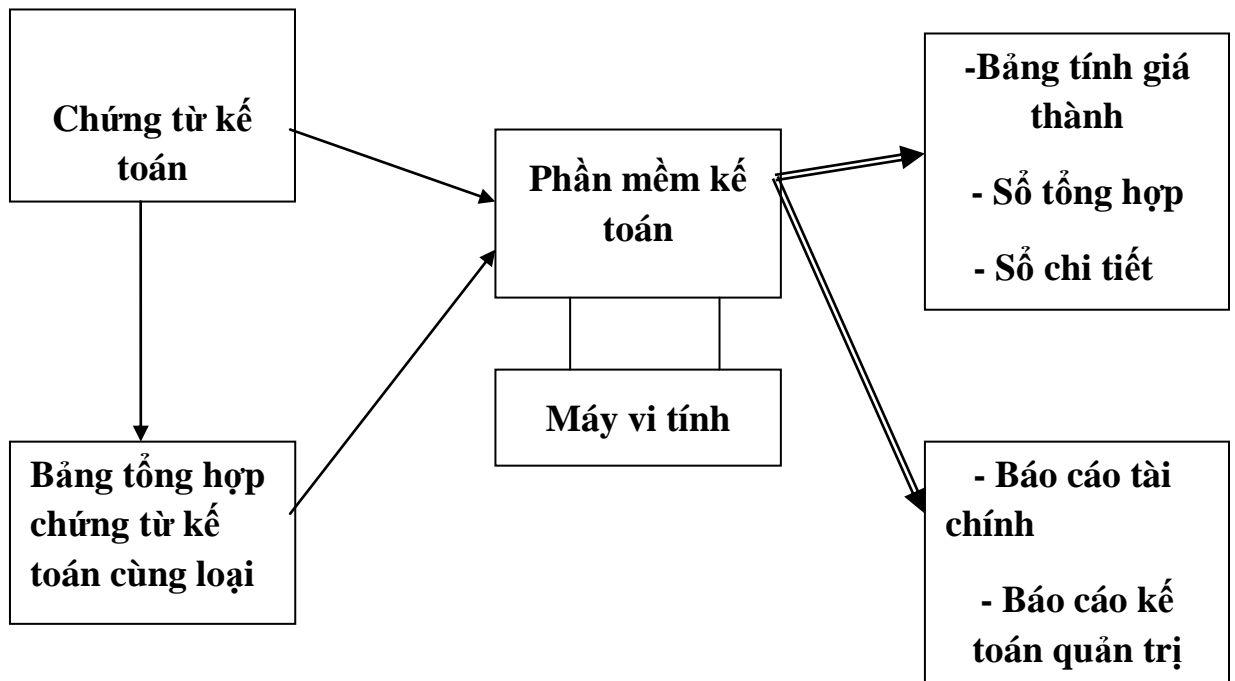 Chứng từ kế
toán
Bảng tổng hợp
chứng từ kế
toán cùng loại
Phần mềm kế
toán
Máy vi tính
-Bảng tính giá
thành
- Sổ tổng hợp
- Sổ chi tiết
- Báo cáo tài
chính
- Báo cáo kế
toán quản trị